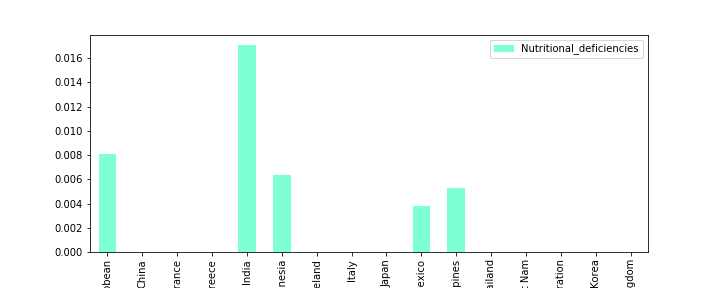 0.016
0.014
0.012
0.010
0.008
0.006
0.004
0.002
0.000
Nutritional_deficiencies
bbean
China
rance
reece
India
nesia
eland
Italy
Japan
exico
pines
ailand
Nam
ration
Korea
gdom